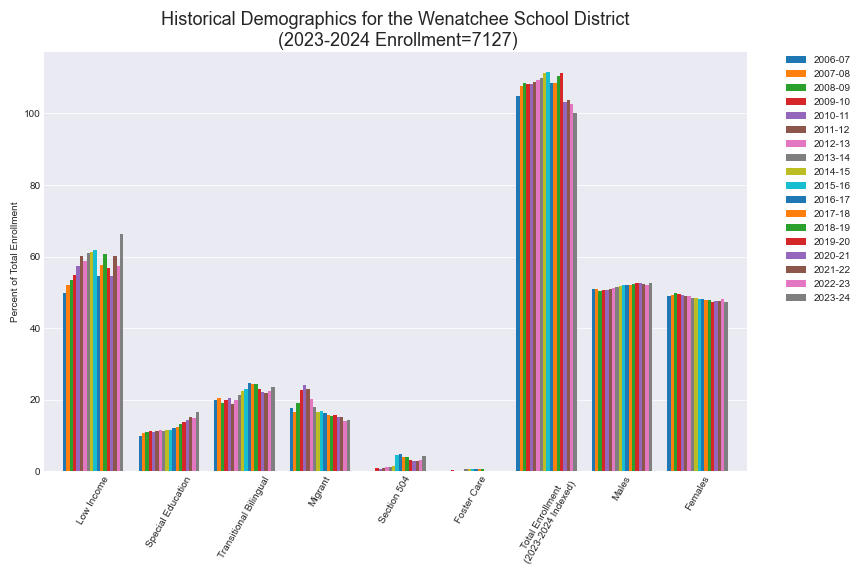 Historical Demographics for the Wenatchee School District
(2023-2024 Enrollment=7127)
Percent of Total Enrollment
100
80
60
40
20
0
Low Income
Special Education
Transitional Bilingual
Migrant
Section 504
Foster Care
Total Enrollment
(2023-2024 Indexed)
Males
Females
2006-07
2007-08
2008-09
2009-10
2010-11
2011-12
2012-13
2013-14
2014-15
2015-16
2016-17
2017-18
2018-19
2019-20
2020-21
2021-22
2022-23
2023-24